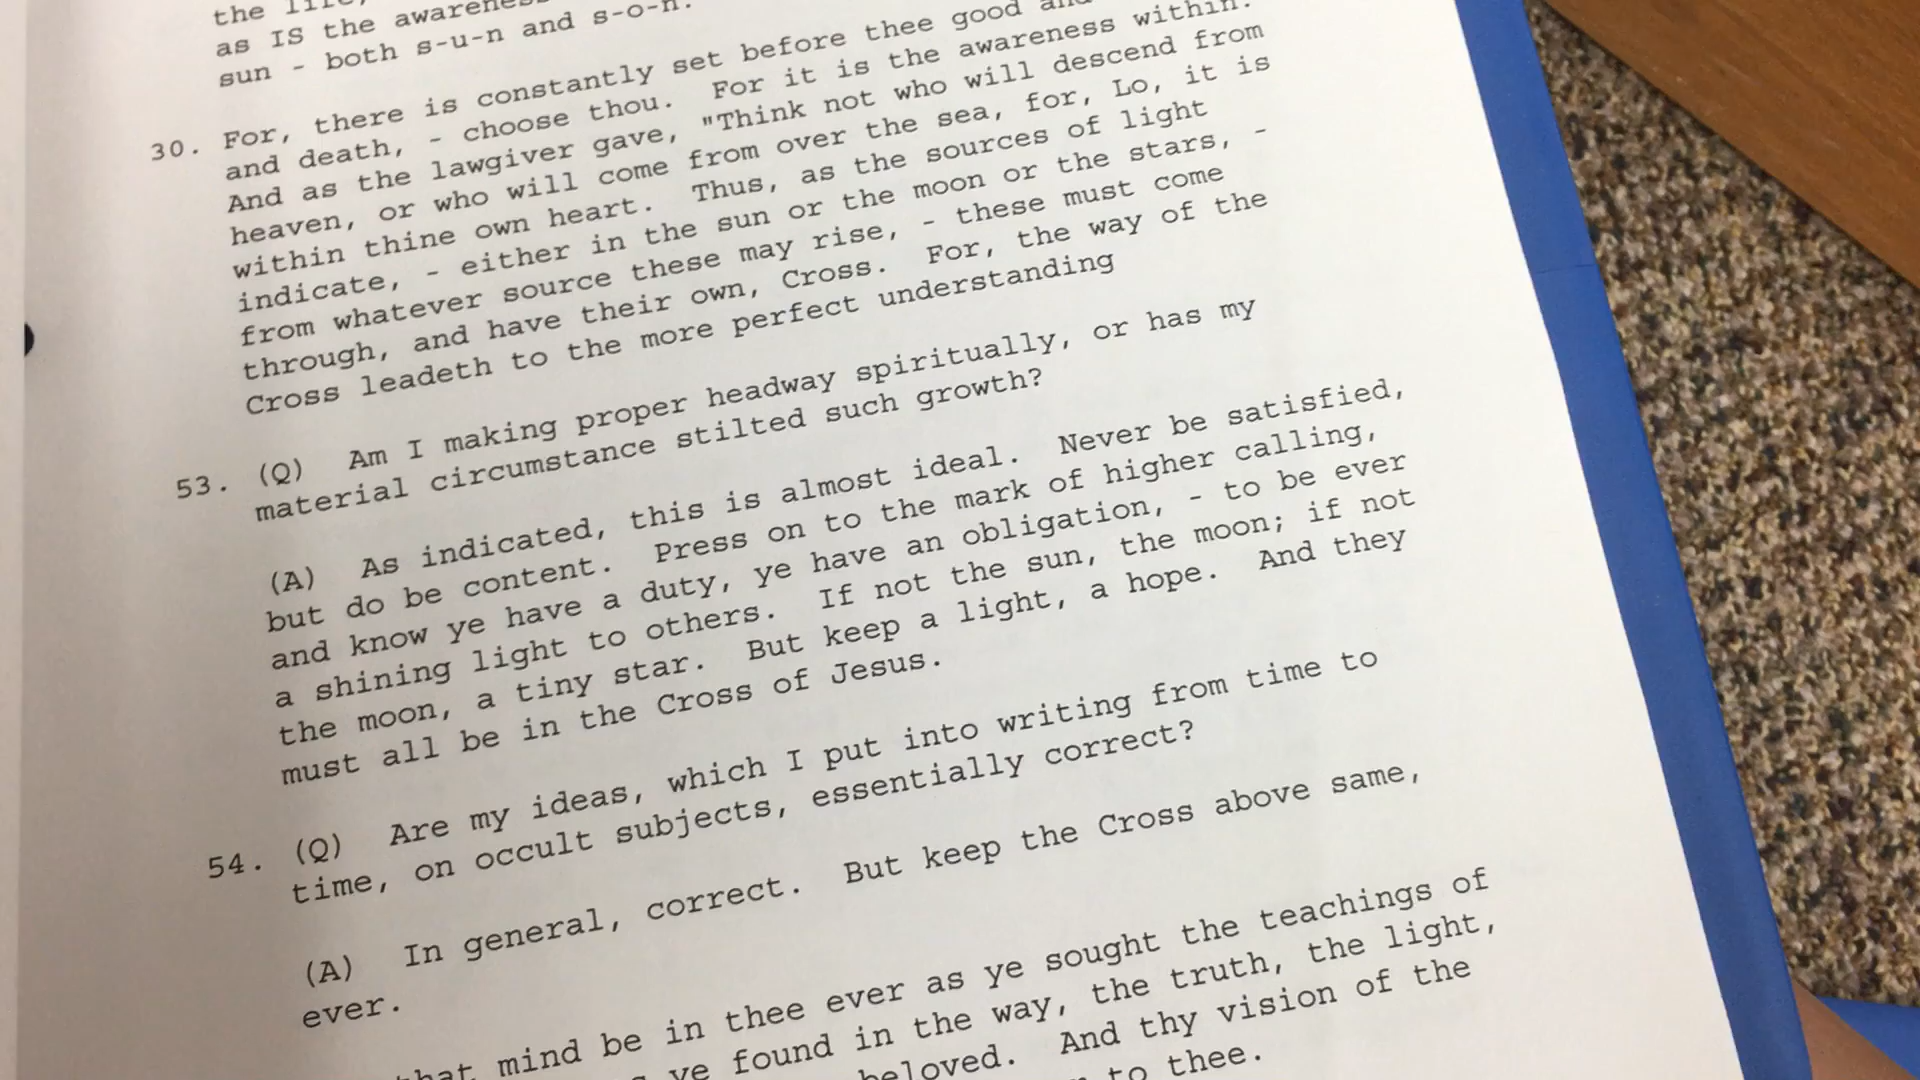 the
as IS the awareness
sun - both s-u-n and s-o-n.
30. For, there is constantly set before thee good
and death, - choose thou. For it is the awareness within.
And as the lawgiver gave, "Think not who will descend from
heaven, or who will come from over the sea, for, Lo, it is
within thine own heart. Thus, as the sources of light
indicate, - either in the sun or the moon or the stars, -
from whatever source these may rise, - these must come
through, and have their own, Cross. For, the way of the
Cross leadeth to the more perfect understanding
53. (Q) Am I making proper headway spiritually, or has my
material circumstance stilted such growth?
(A) As indicated, this is almost ideal. Never be satisfied,
but do be content. Press on to the mark of higher calling,
and know ye have a duty, ye have an obligation, - to be ever
a shining light to others. If not the sun, the moon; if not
the moon, a tiny star. But keep a light, a hope. And they
must all be in the Cross of Jesus.
54. (Q) Are my ideas, which I put into writing from time to
time, on occult subjects, essentially correct?
(A) In general, correct. But keep the Cross above same,
ever.
mind be in thee ever as ye sought the teachings of
ye found in the way, the truth, the light,
beloved. And thy vision of the
to thee.